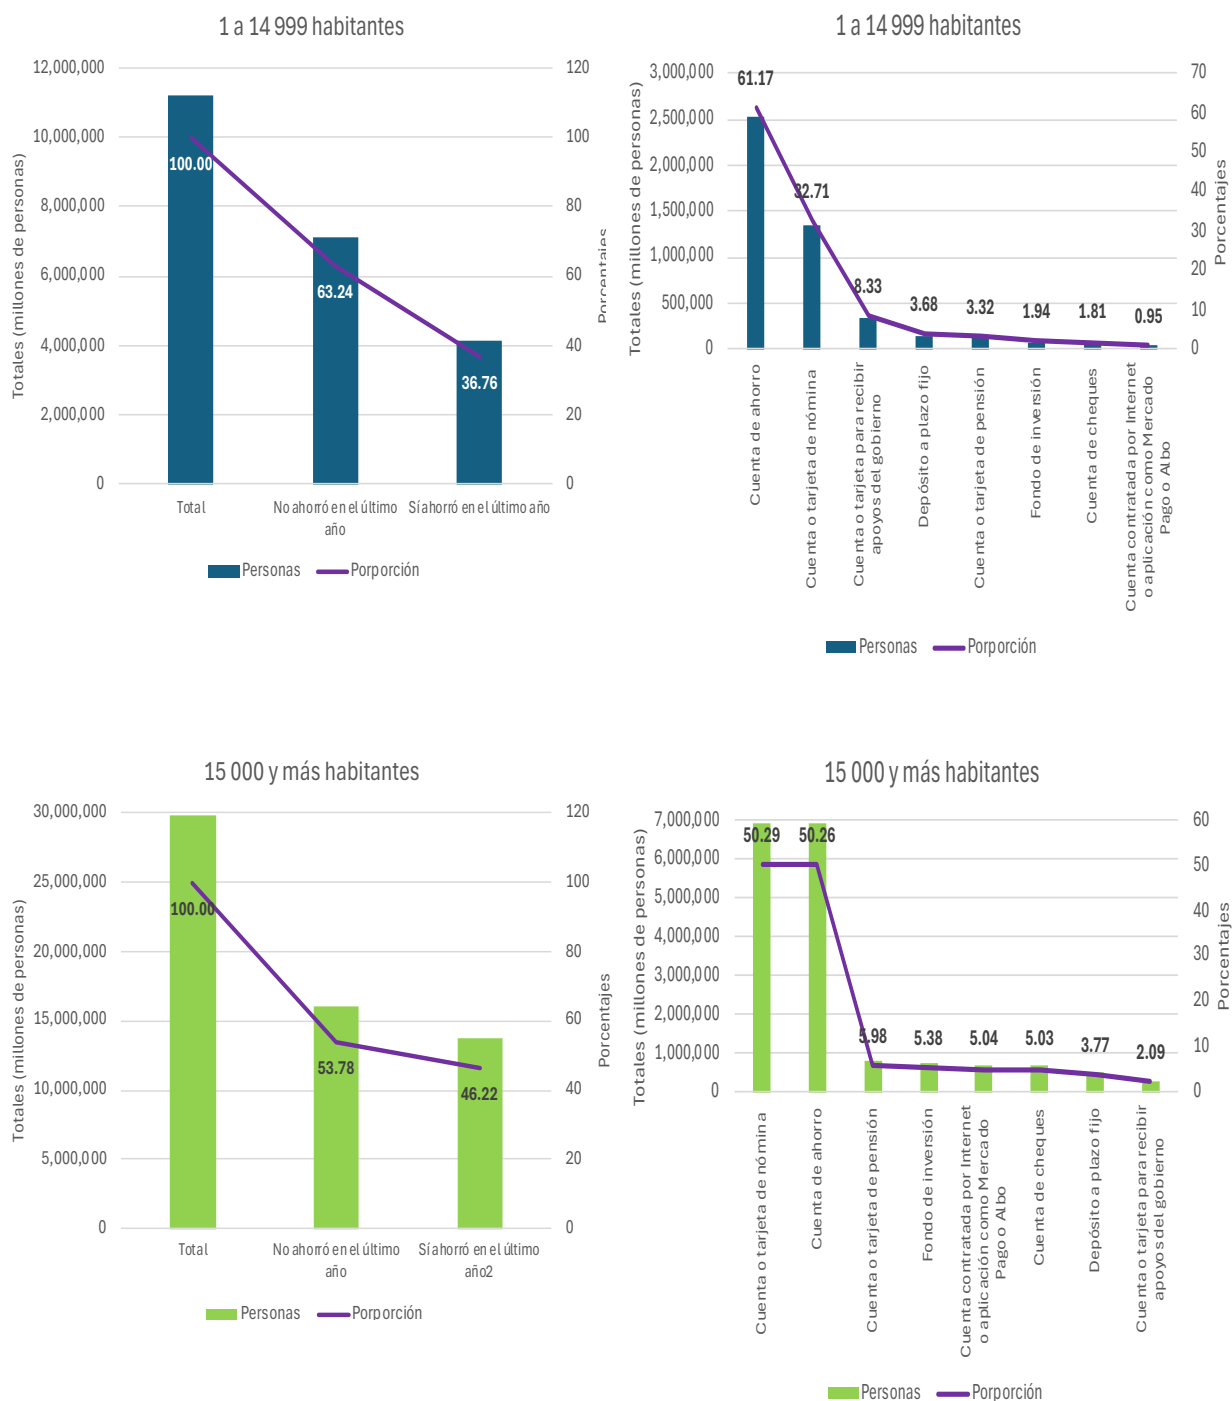 1 a 14 999 habitantes
Totales (millones de personas)
12,000,000
10,000,000
8,000,000
6,000,000
4,000,000
2,000,000
0
120
100
80
60
40
20
0
Porcentajes
100.00
63.24
36.76
Total
No ahorró en el último
año
Sí ahorró en el último año
Personas
Porporción
1 a 14 999 habitantes
Totales (millones de personas)
3,000,000
2,500,000
2,000,000
1,500,000
1,000,000
500,000
0
70
60
50
40
30
20
10
0
Porcentajes
61.17
32.71
8.33
3.68
3.32
1.94
1.81
0.95
Cuenta de ahorro
Cuenta o tarjeta de nómina
Cuenta o tarjeta para recibir
apoyos del gobierno
Depósito a plazo fijo
Cuenta o tarjeta de pensión
Fondo de inversión
Cuenta de cheques
Cuenta contratada por Internet
o aplicación como Mercado
Pago o Albo
Personas
Porporción
15 000 y más habitantes
Totales (millones de personas)
30,000,000
25,000,000
20,000,000
15,000,000
10,000,000
5,000,000
0
120
100
80
60
40
20
0
Porcentajes
100.00
53.78
46.22
Total
No ahorró en el último
año
Sí ahorró en el último
año2
Personas
Porporción
15 000 y más habitantes
Totales (millones de personas)
7,000,000
6,000,000
5,000,000
4,000,000
3,000,000
2,000,000
1,000,000
0
60
50
40
30
20
10
0
Porcentajes
50.29
50.26
5.98
5.38
5.04
5.03
3.77
2.09
Cuenta o tarjeta de nómina
Cuenta de ahorro
Cuenta o tarjeta de pensión
Fondo de inversión
Cuenta contratada por Internet
o aplicación como Mercado
Pago o Albo
Cuenta de cheques
Depósito a plazo fijo
Cuenta o tarjeta para recibir
apoyos del gobierno
Personas
Porporción